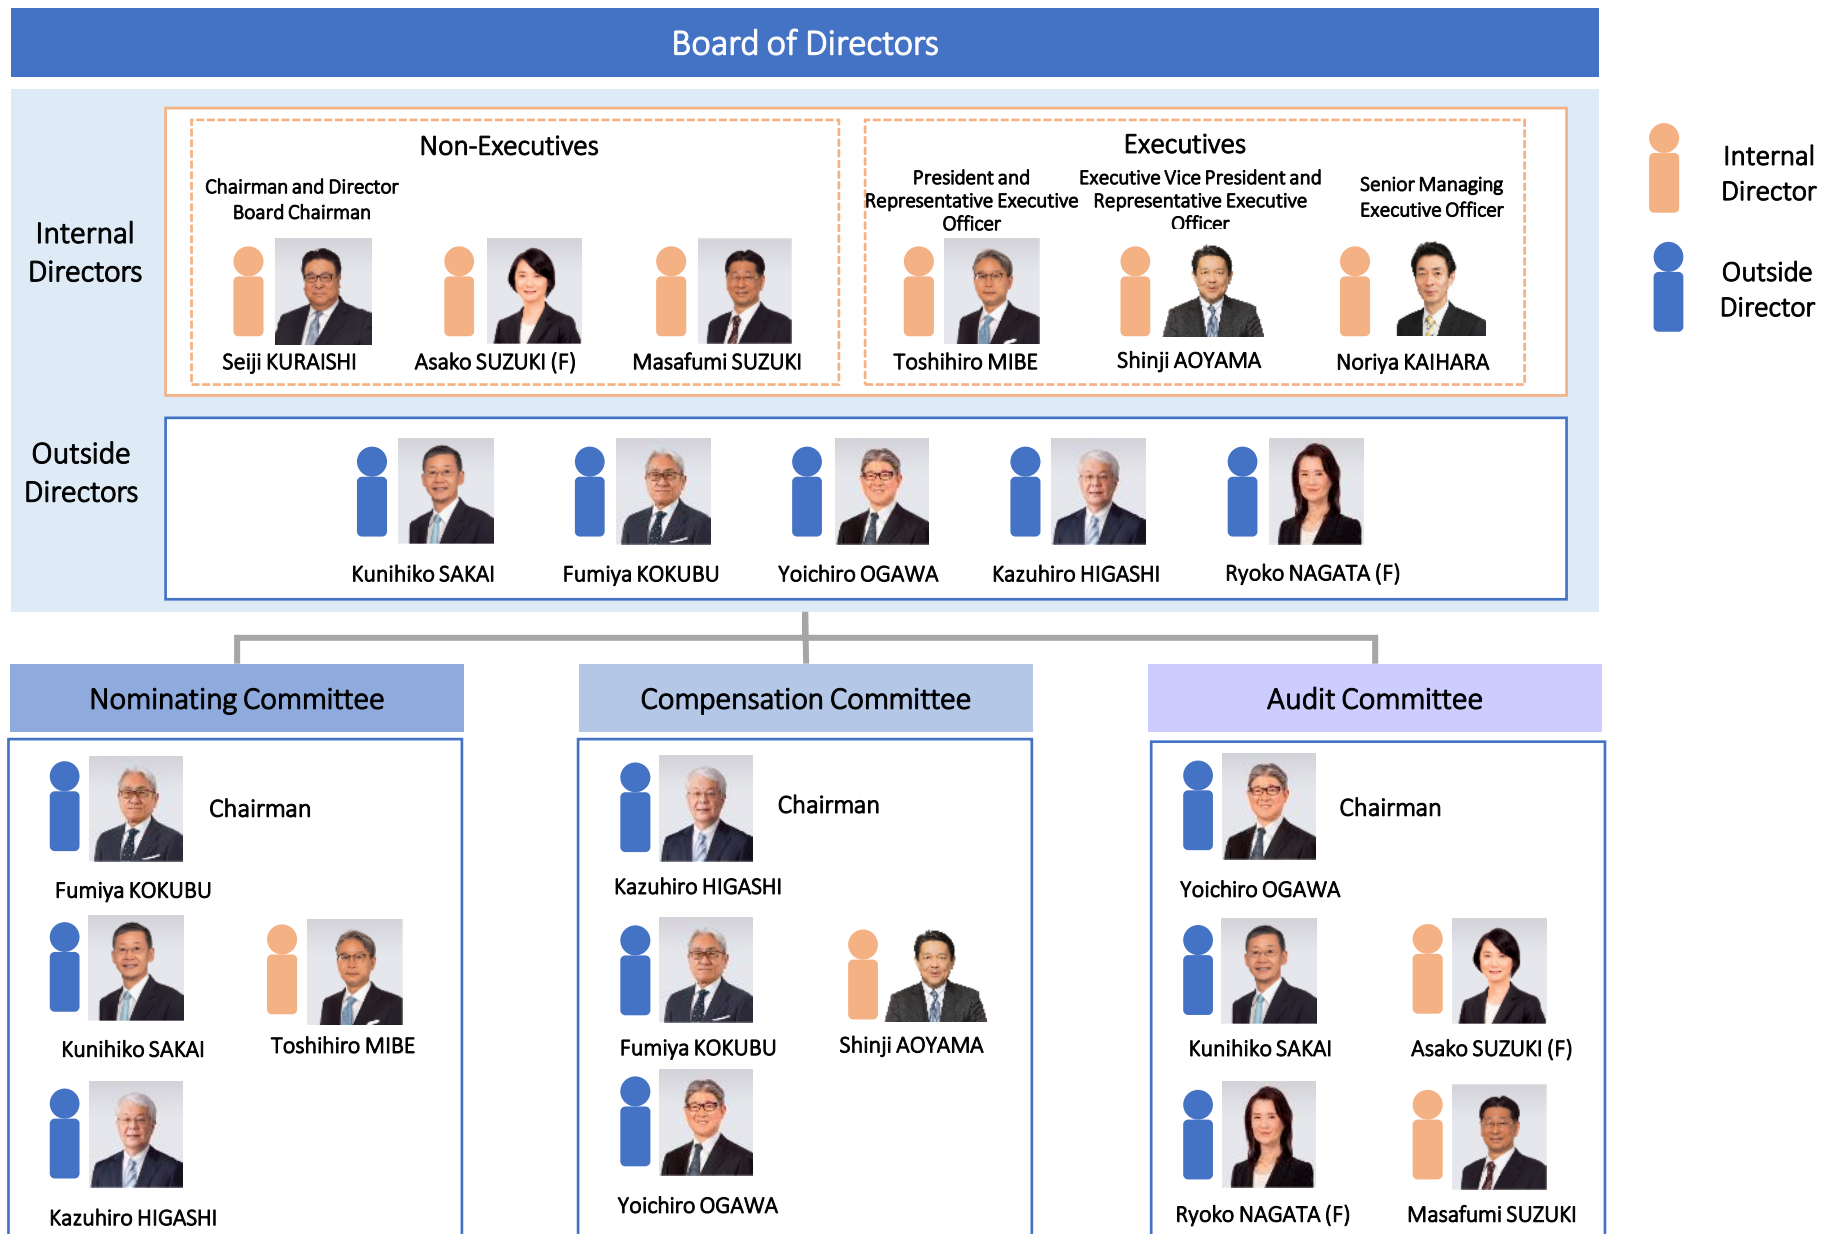 Board of Directors
Internal
Directors
Non-Executives
Chairman and Director
Board Chairman
Seiji KURAISHI
Asako SUZUKI (F)
Masafumi SUZUKI
Executives
President and
Representative Executive
Officer
Executive Vice President and
Representative Executive
Officer
Senior Managing
Executive Officer
Toshihiro MIBE
Shinji AOYAMA
Noriya KAIHARA
Internal
Director
Outside
Director
Outside
Directors
Kunihiko SAKAI
Fumiya KOKUBU
Yoichiro OGAWA
Kazuhiro HIGASHI
Ryoko NAGATA (F)
Nominating Committee
Chairman
Fumiya KOKUBU
Kunihiko SAKAI
Toshihiro MIBE
Kazuhiro HIGASHI
Compensation Committee
Chairman
Kazuhiro HIGASHI
Fumiya KOKUBU
Shinji AOYAMA
Yoichiro OGAWA
Audit Committee
Chairman
Yoichiro OGAWA
Kunihiko SAKAI
Asako SUZUKI (F)
Ryoko NAGATA (F)
Masafumi SUZUKI